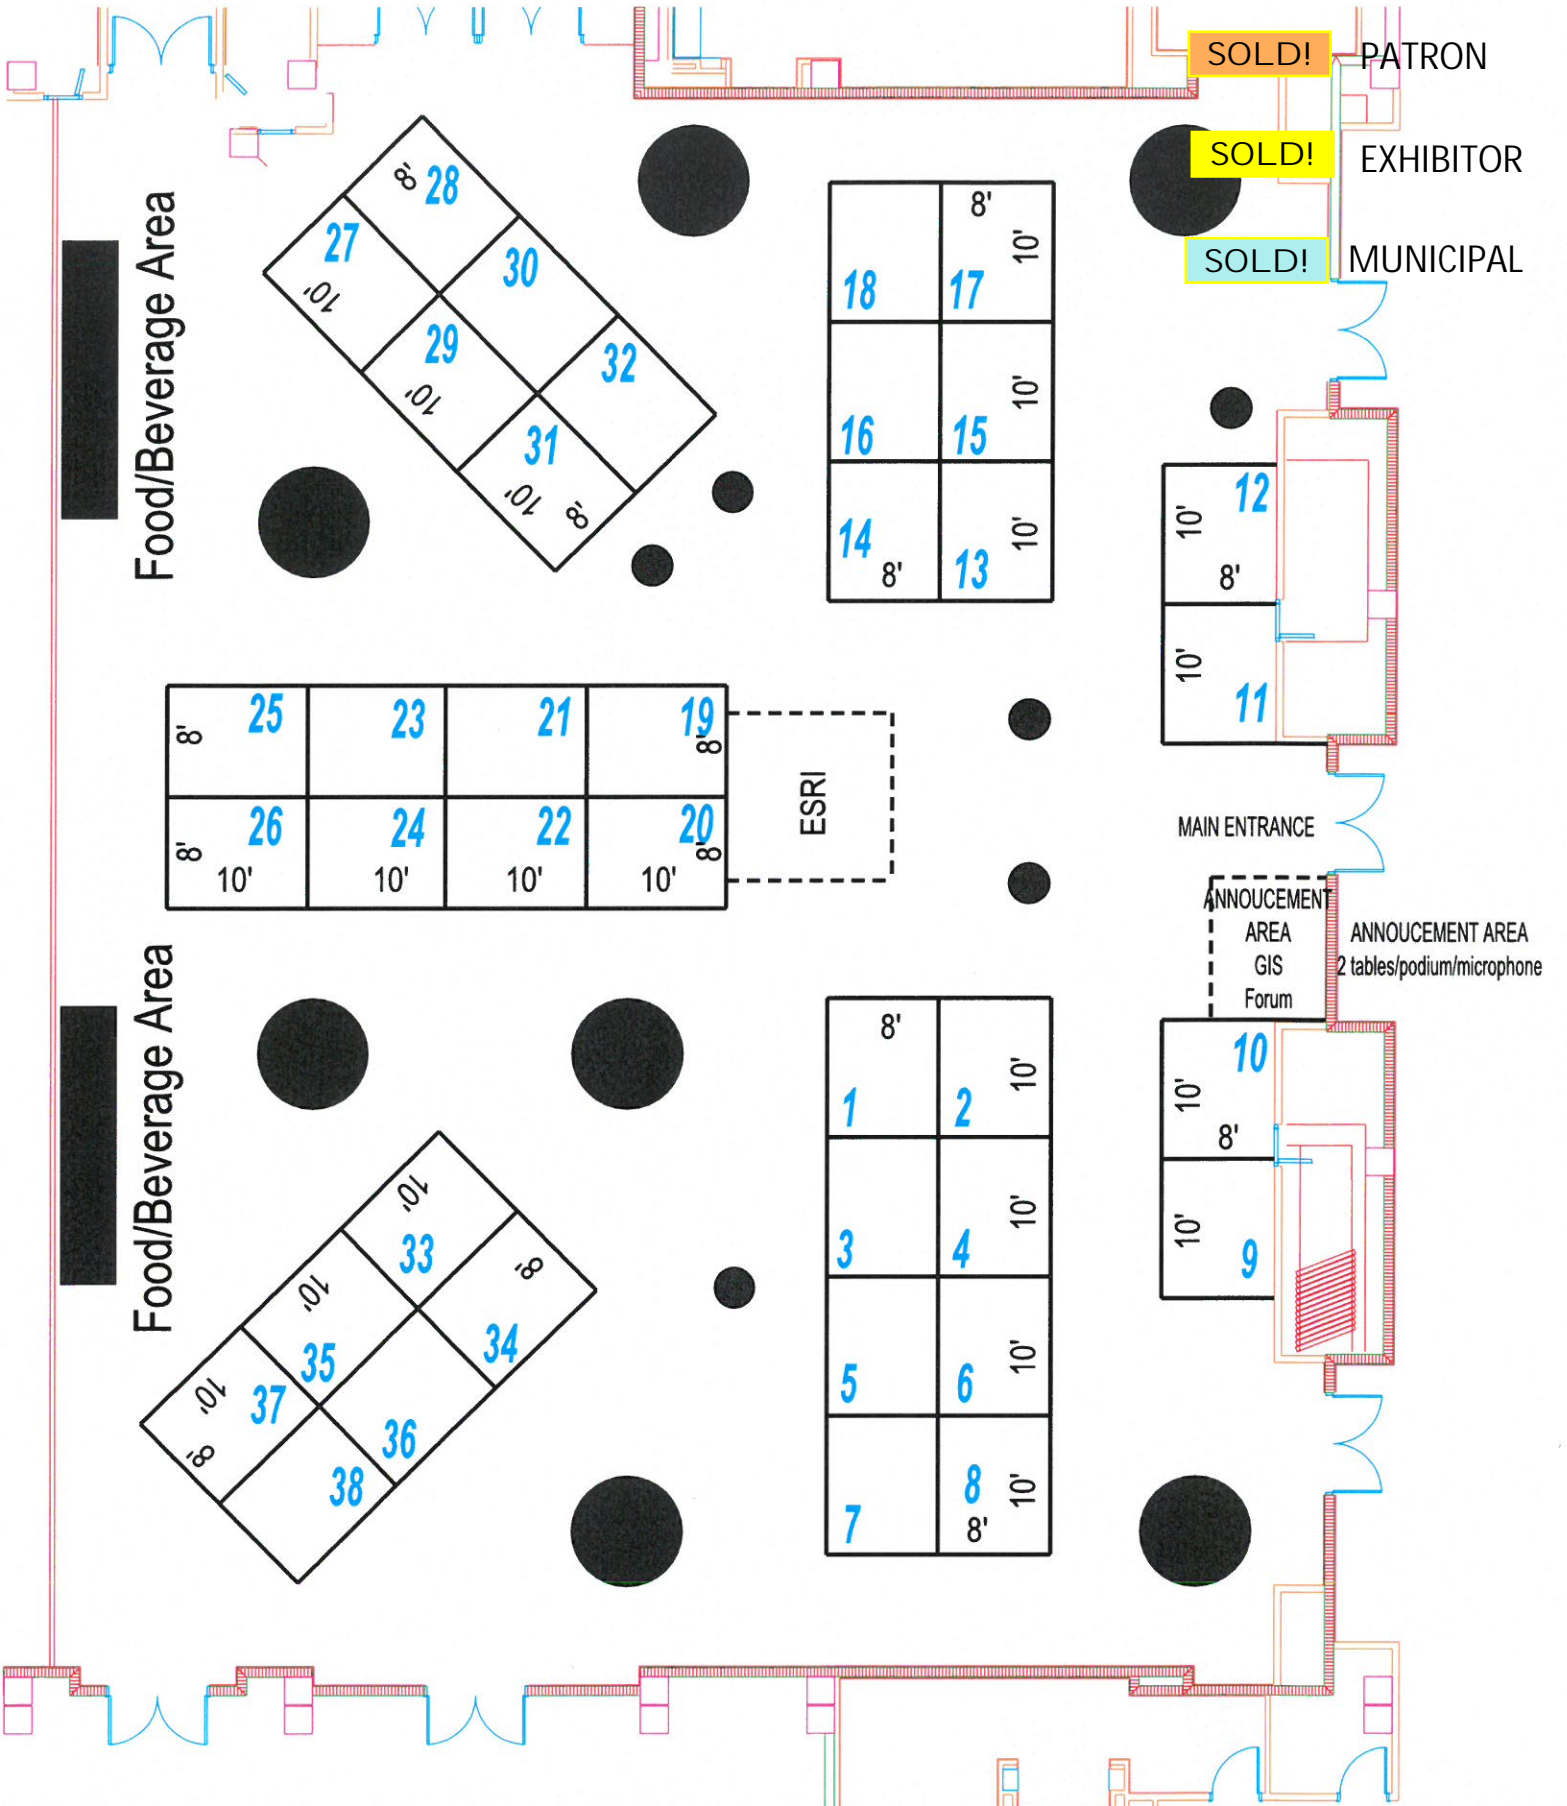 SOLD! PATRON
SOLD! EXHIBITOR
SOLD! MUNICIPAL
Food/Beverage Area
8' 28
27
10'
30
29
10'
32
31
10' 8'
8'
18 17 10'
16 15 10'
14 8' 13 10'
12 10'
8'
10'
11
25 8'
23
21
19 8'
26 8' 10'
24 10'
22 10'
20 8' 10'
ESRI
MAIN ENTRANCE
ANNOUCEMENT
AREA
GIS
Forum
ANNOUCEMENT AREA
2 tables/podium/microphone
Food/Beverage Area
8'
1 2 10'
3 4 10'
5 6 10'
7 8 10'
8'
10 10'
8'
10'
9
10'
33
8'
34
10'
35
36
10'
37
8'
38